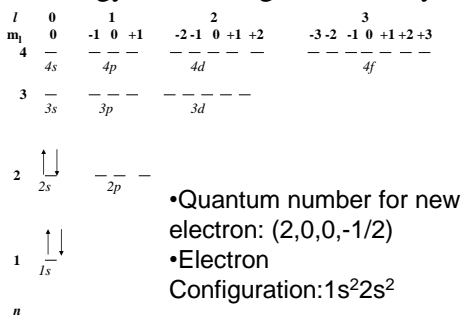 l 0 1 2 3
mₗ 0 -1 0 +1 -2 -1 0 +1 +2 -3 -2 -1 0 +1 +2 +3
4
4s 4p 4d 4f
3
3s 3p 3d
2
2s 2p
•Quantum number for new
electron: (2,0,0,-1/2)
•Electron
Configuration:1s²2s²
1
1s
n